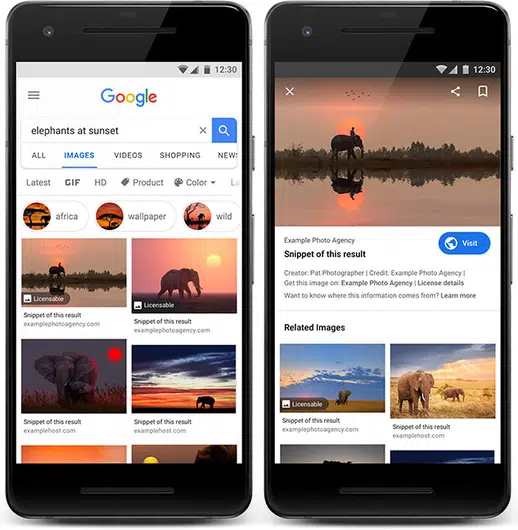 12:30
Google
elephants at sunset
ALL IMAGES VIDEOS SHOPPING NEWS
Latest GIF HD Product Color La
africa wallpaper wild
Licensable
Snippet of this result
examplephotoagency.com
Licensable
Snippet of this result
examplephotoagency.com
Snippet of this result
examplehost.com
Snippet of this result
examplehost.com
12:30
Example Photo Agency
Snippet of this result
Visit
Creator: Pat Photographer | Credit: Example Photo Agency |
Get this image on: Example Photo Agency | License details
Want to know where this information comes from? Learn more
Related Images
Licensable
Snippet of this result
examplephotoagency.com
Snippet of this result
examplehost.com